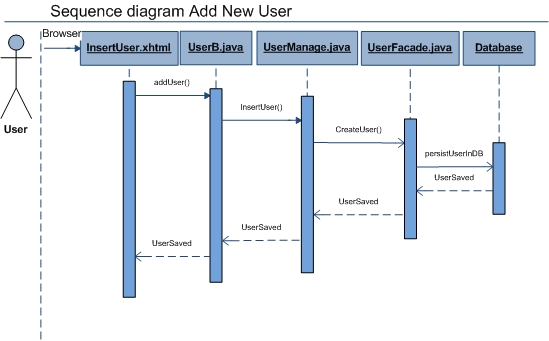 Sequence diagram Add New User
Browser
InsertUser.xhtml
UserB.java
UserManage.java
UserFacade.java
Database
User
addUser()
InsertUser()
CreateUser()
persistUserInDB
UserSaved
UserSaved
UserSaved
UserSaved